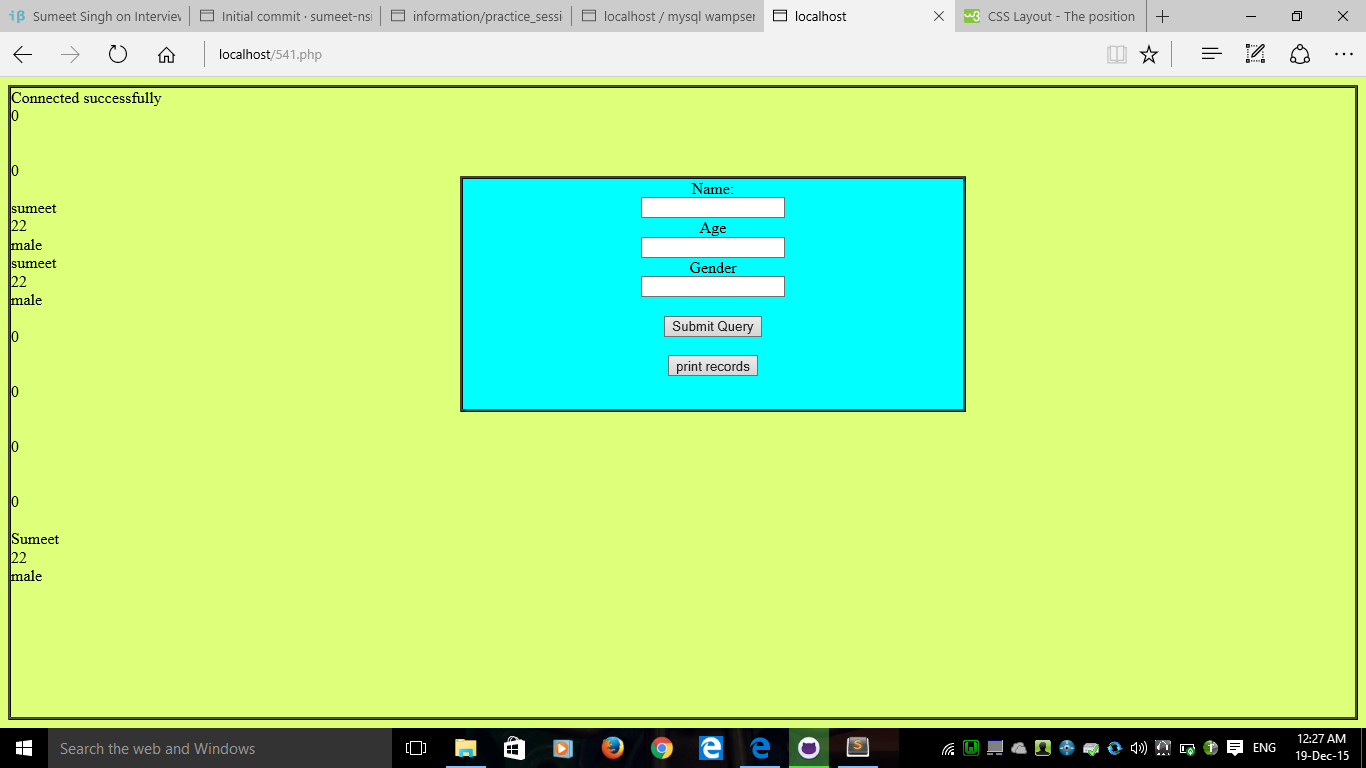 Sumeet Singh on Interview
Initial commit · sumeet-nsi
information/practice_sessi
localhost / mysql wampser
localhost
CSS Layout - The position
localhost/541.php
Connected successfully
0
0
sumeet
22
male
sumeet
22
male
0
0
0
0
Sumeet
22
male
Name:
Age
Gender
Submit Query
print records
Search the web and Windows
ENG
12:27 AM
19-Dec-15